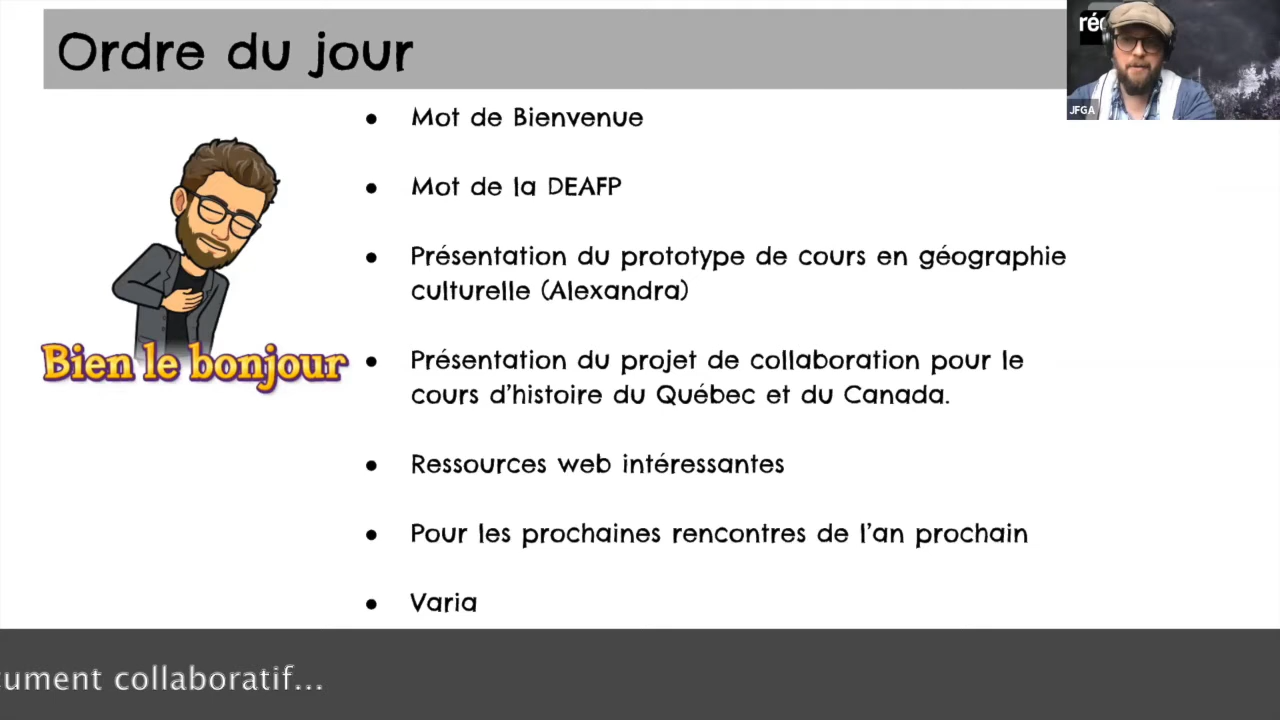 Ordre du jour
réc
JFGA
Mot de Bienvenue
Mot de la DEAFP
Présentation du prototype de cours en géographie
culturelle (Alexandra)
Bien le bonjour
Présentation du projet de collaboration pour le
cours d'histoire du Québec et du Canada.
Ressources web intéressantes
Pour les prochaines rencontres de l'an prochain
Varia
cument collaboratif...